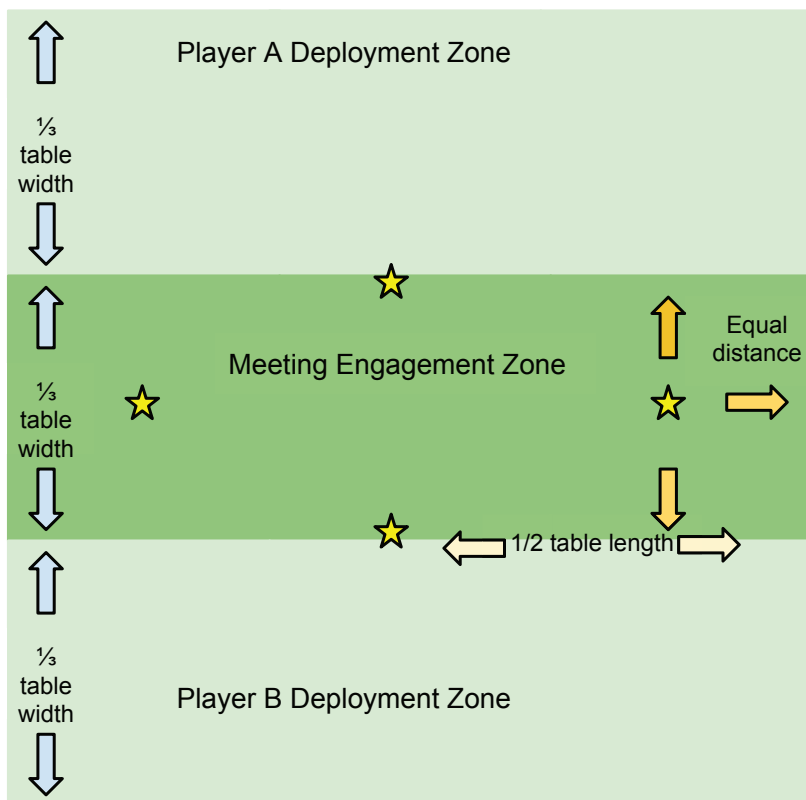 Player A Deployment Zone
⅓
table
width
Meeting Engagement Zone
Equal
distance
⅓
table
width
1/2 table length
⅓
table
width
Player B Deployment Zone